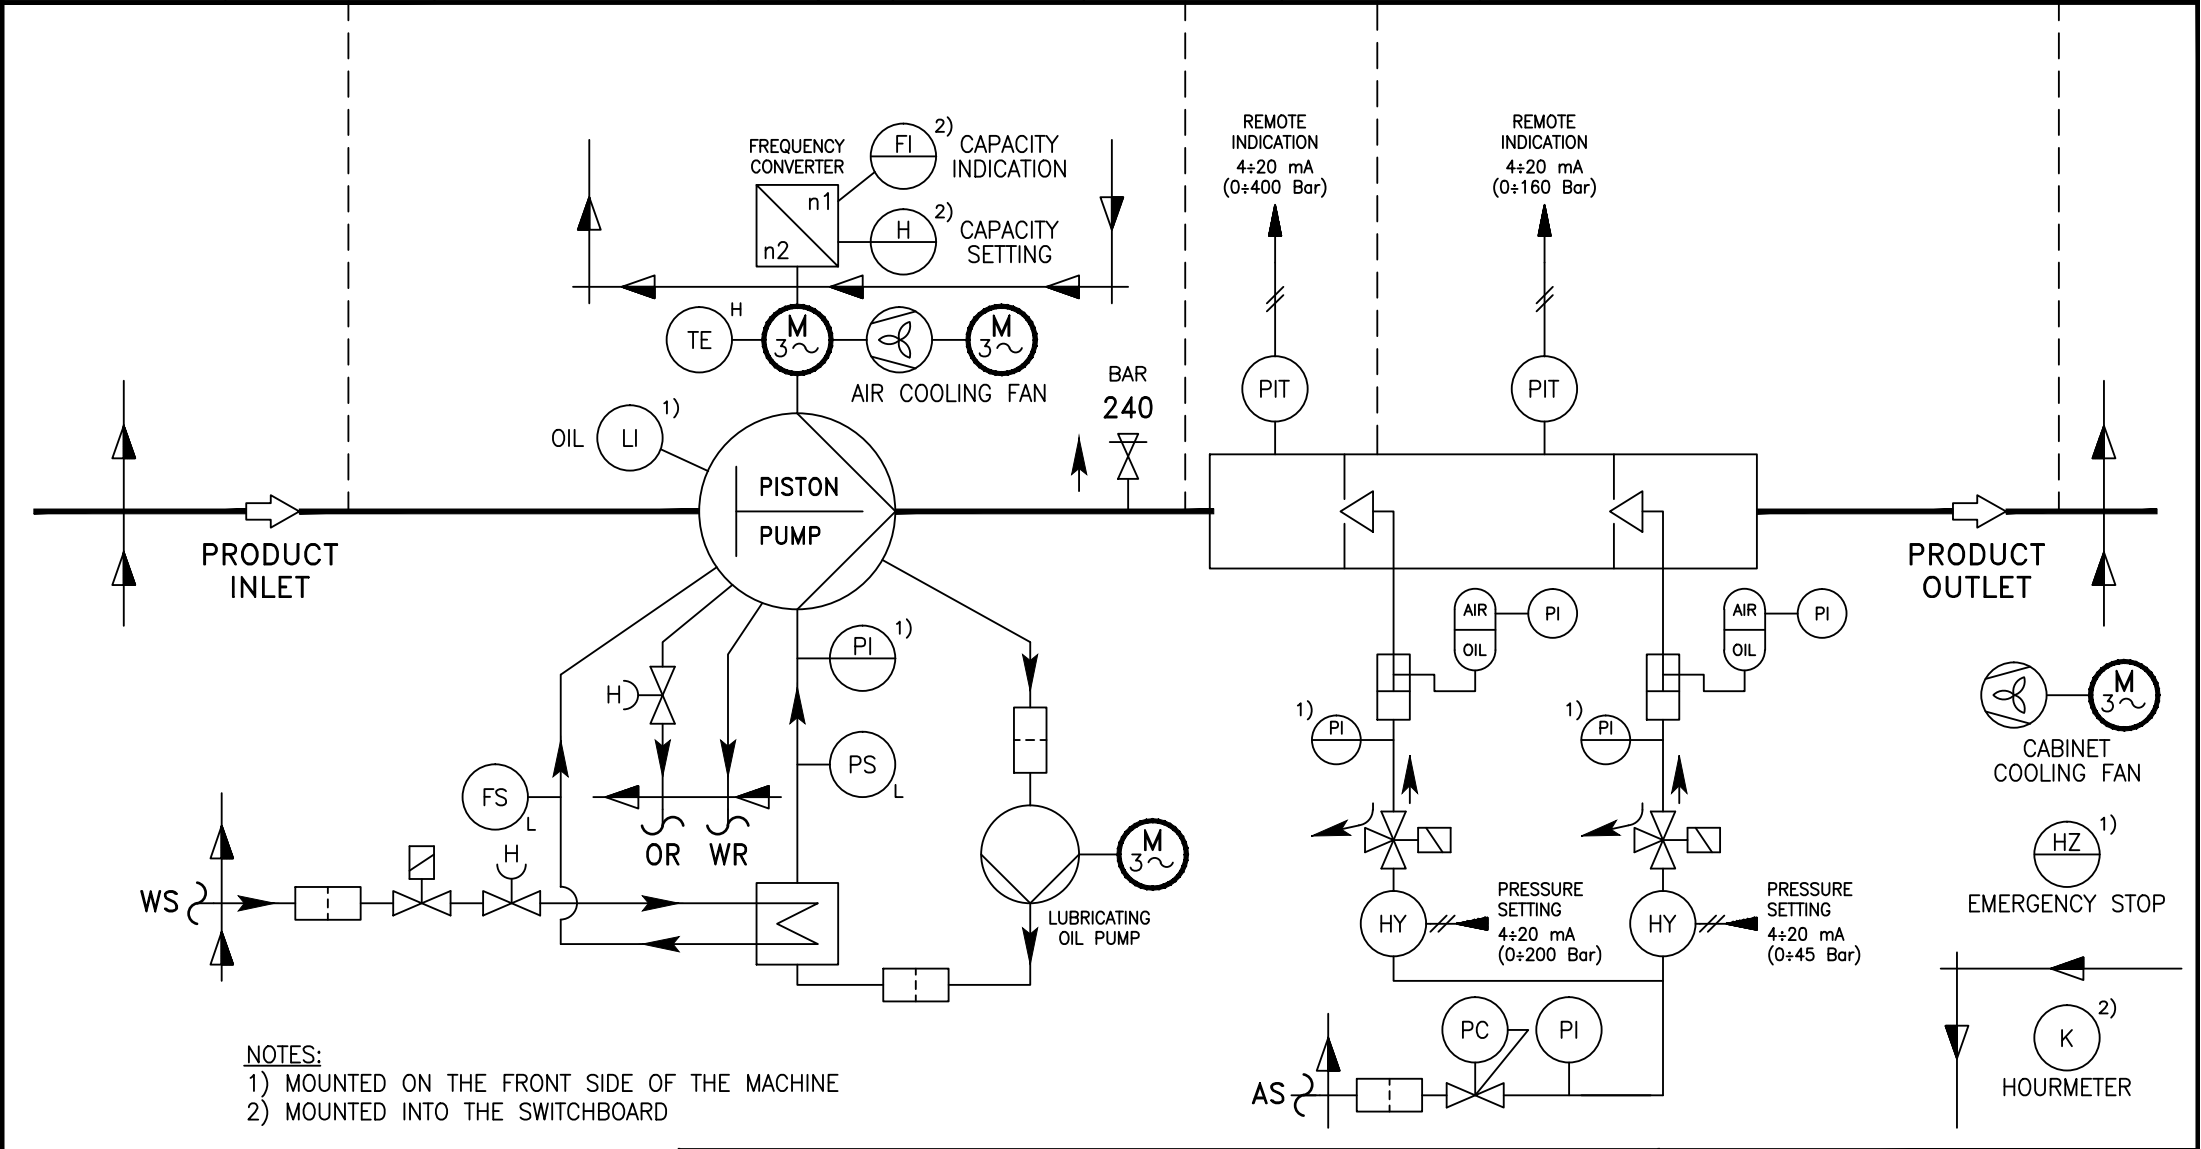 FREQUENCY
CONVERTER
n1
n2
FI
2)
CAPACITY
INDICATION
H
2)
CAPACITY
SETTING
REMOTE
INDICATION
4÷20 mA
(0÷400 Bar)
REMOTE
INDICATION
4÷20 mA
(0÷160 Bar)
TE
H
M
3~
M
3~
AIR COOLING FAN
PIT
PIT
BAR
240
OIL
LI
1)
PISTON
PUMP
PRODUCT
INLET
PRODUCT
OUTLET
AIR
OIL
PI
AIR
OIL
PI
PI
1)
H
1)
PI
1)
PI
M
3~
CABINET
COOLING FAN
FS
L
PS
L
OR
WR
M
3~
LUBRICATING
OIL PUMP
HZ
1)
EMERGENCY STOP
WS
H
HY
PRESSURE
SETTING
4÷20 mA
(0÷200 Bar)
HY
PRESSURE
SETTING
4÷20 mA
(0÷45 Bar)
PC
PI
K
2)
HOURMETER
AS
NOTES:
1) MOUNTED ON THE FRONT SIDE OF THE MACHINE
2) MOUNTED INTO THE SWITCHBOARD